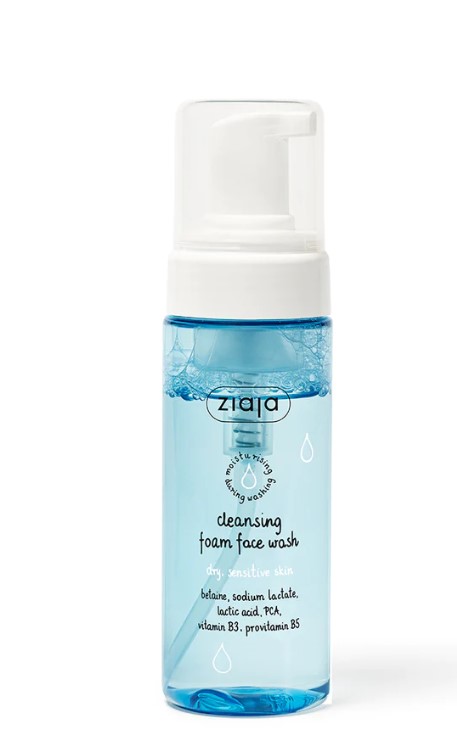 ziaja
moisturising
during washing
cleansing
foam face wash
dry, sensitive skin
betaine, sodium lactate,
lactic acid, PCA,
vitamin B3, provitamin B5